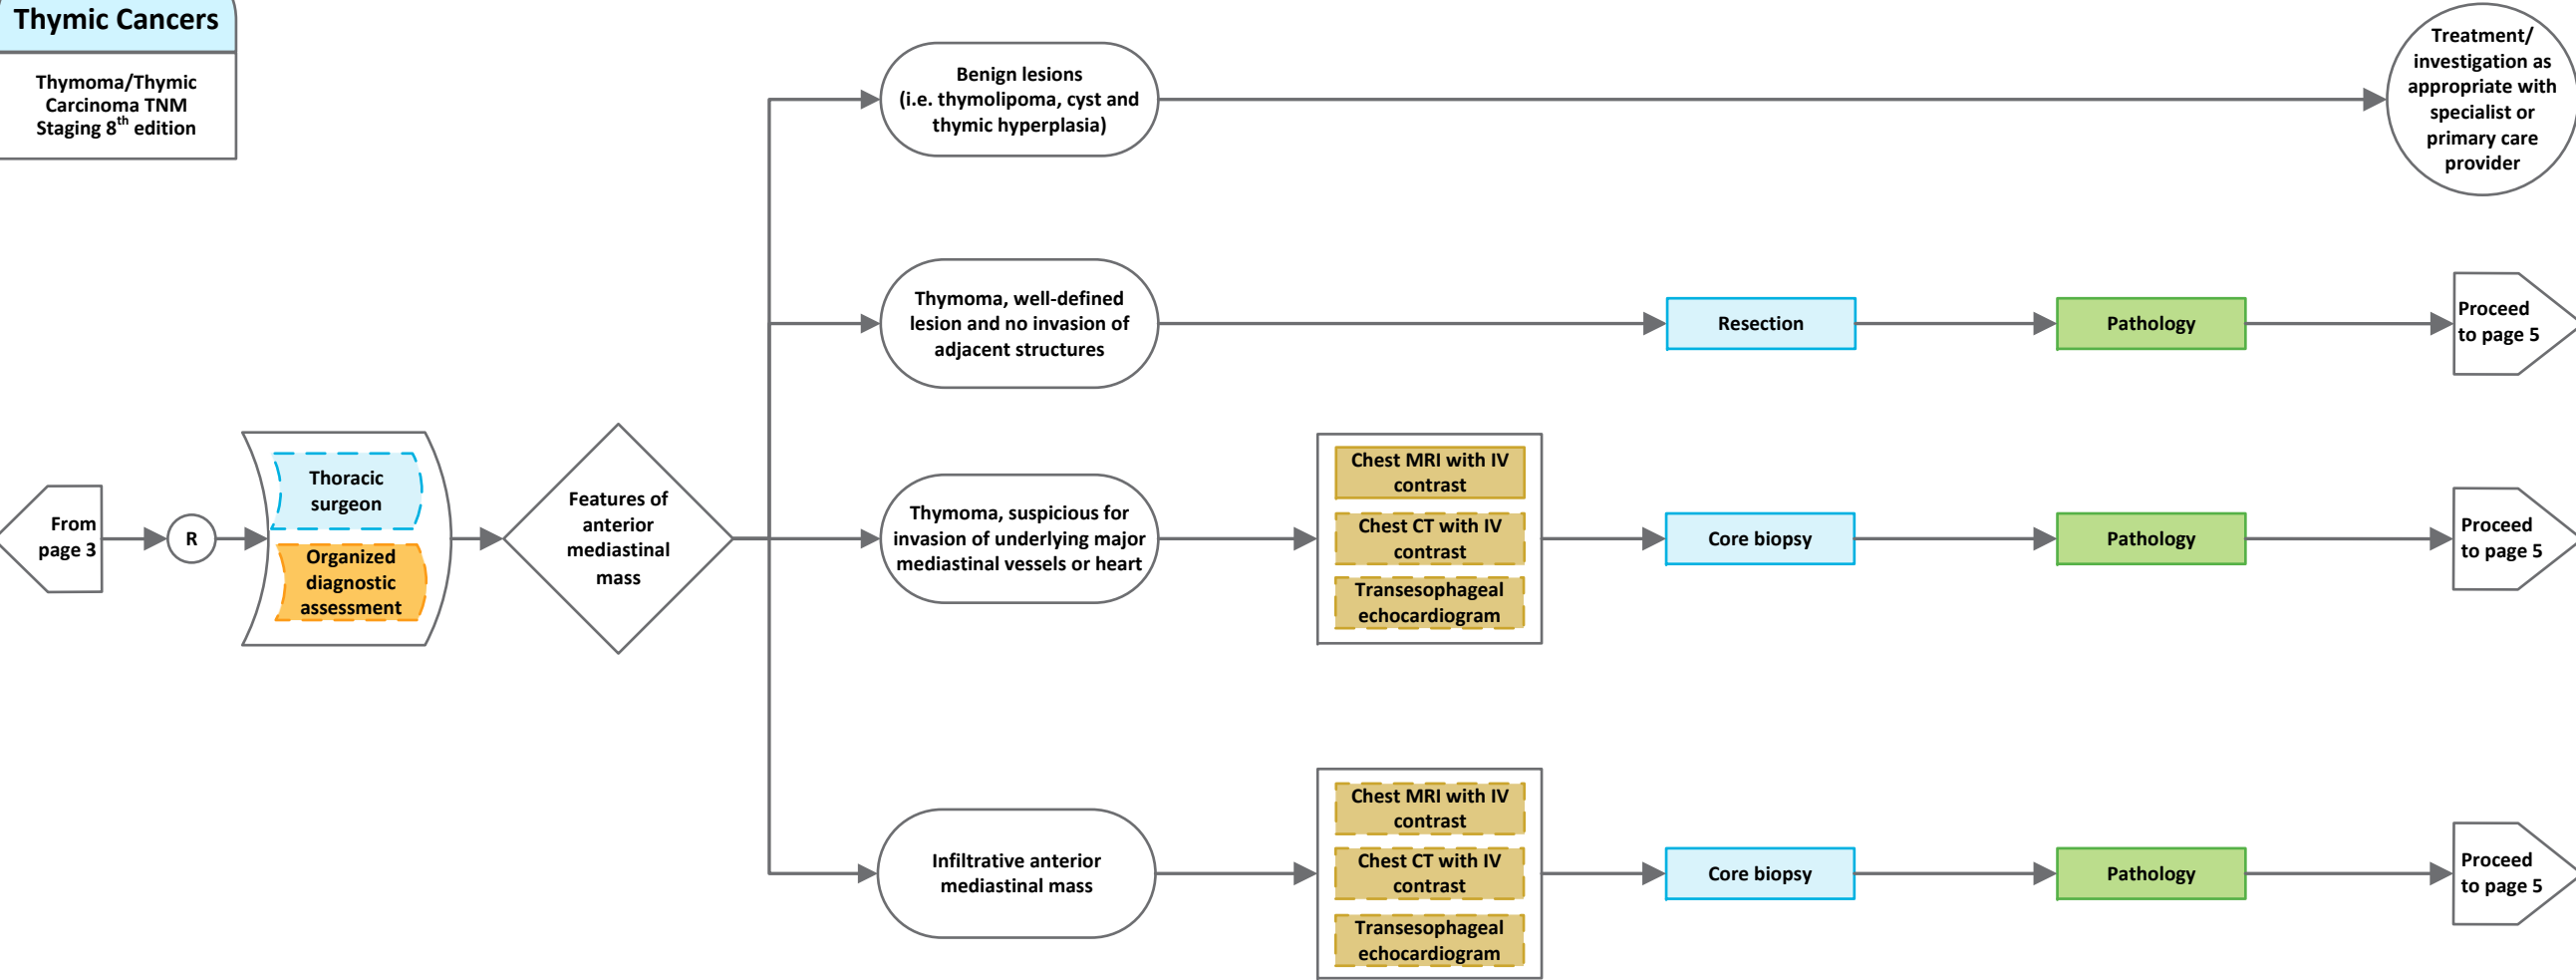 Thymic Cancers
Thymoma/Thymic
Carcinoma TNM
Staging 8th edition
From
page 3
R
Thoracic
surgeon
Organized
diagnostic
assessment
Features of
anterior
mediastinal
mass
Benign lesions
(i.e. thymolipoma, cyst and
thymic hyperplasia)
Treatment/
investigation as
appropriate with
specialist or
primary care
provider
Thymoma, well-defined
lesion and no invasion of
adjacent structures
Resection
Pathology
Proceed
to page 5
Thymoma, suspicious for
invasion of underlying major
mediastinal vessels or heart
Chest MRI with IV
contrast
Chest CT with IV
contrast
Transesophageal
echocardiogram
Core biopsy
Pathology
Proceed
to page 5
Infiltrative anterior
mediastinal mass
Chest MRI with IV
contrast
Chest CT with IV
contrast
Transesophageal
echocardiogram
Core biopsy
Pathology
Proceed
to page 5